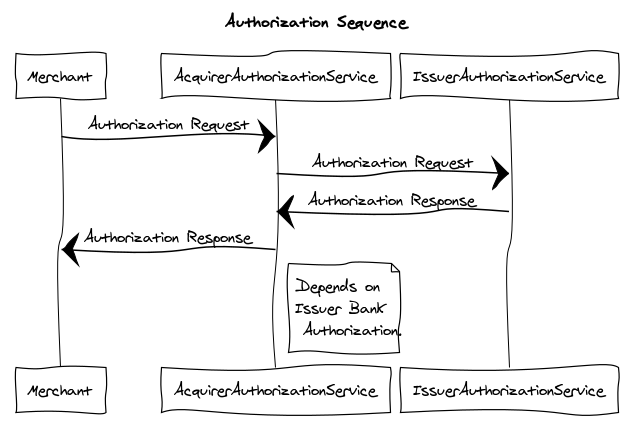 Authorization Sequence
Merchant
AcquirerAuthorizationService
IssuerAuthorizationService
Authorization Request
Authorization Request
Authorization Response
Authorization Response
Depends on
Issuer Bank
Authorization.
Merchant
AcquirerAuthorizationService
IssuerAuthorizationService